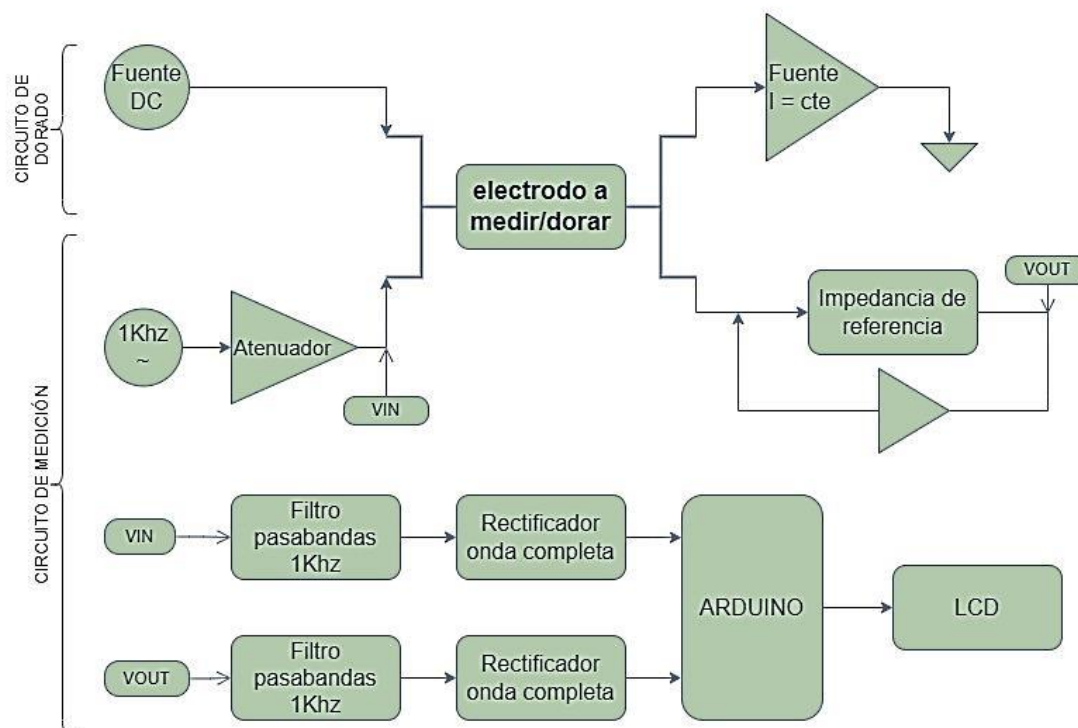 CIRCUITO DE
DORADO
Fuente
DC
Fuente
I = cte
electrodo a
medir/dorar
CIRCUITO DE MEDICIÓN
1Khz
~
Atenuador
VIN
Impedancia de
referencia
VOUT
VIN
Filtro
pasabandas
1Khz
Rectificador
onda completa
ARDUINO
LCD
VOUT
Filtro
pasabandas
1Khz
Rectificador
onda completa